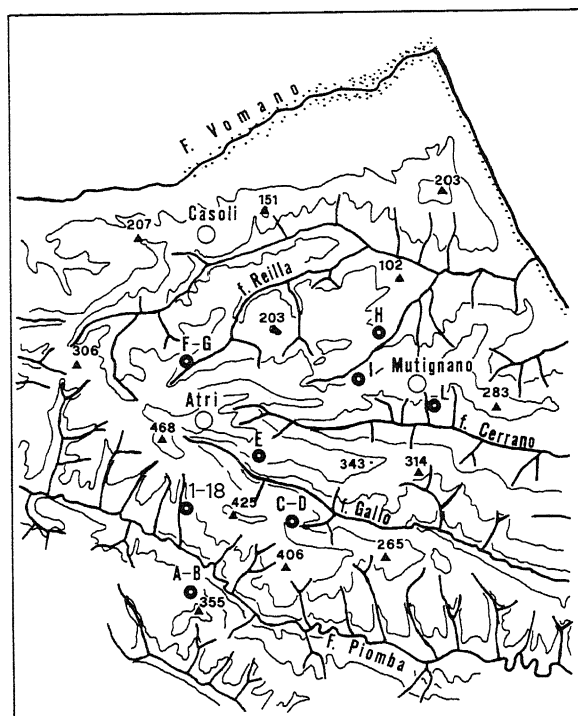 F. Vomano
203
151
207
Casoli
102
f. Reilla
H
203
F-G
306
I
Mutignano
L
283
Atri
f. Cerrano
468
E
343
314
1-18
425
C-D
f. Gallo
406
265
A-B
355
F. Piomba